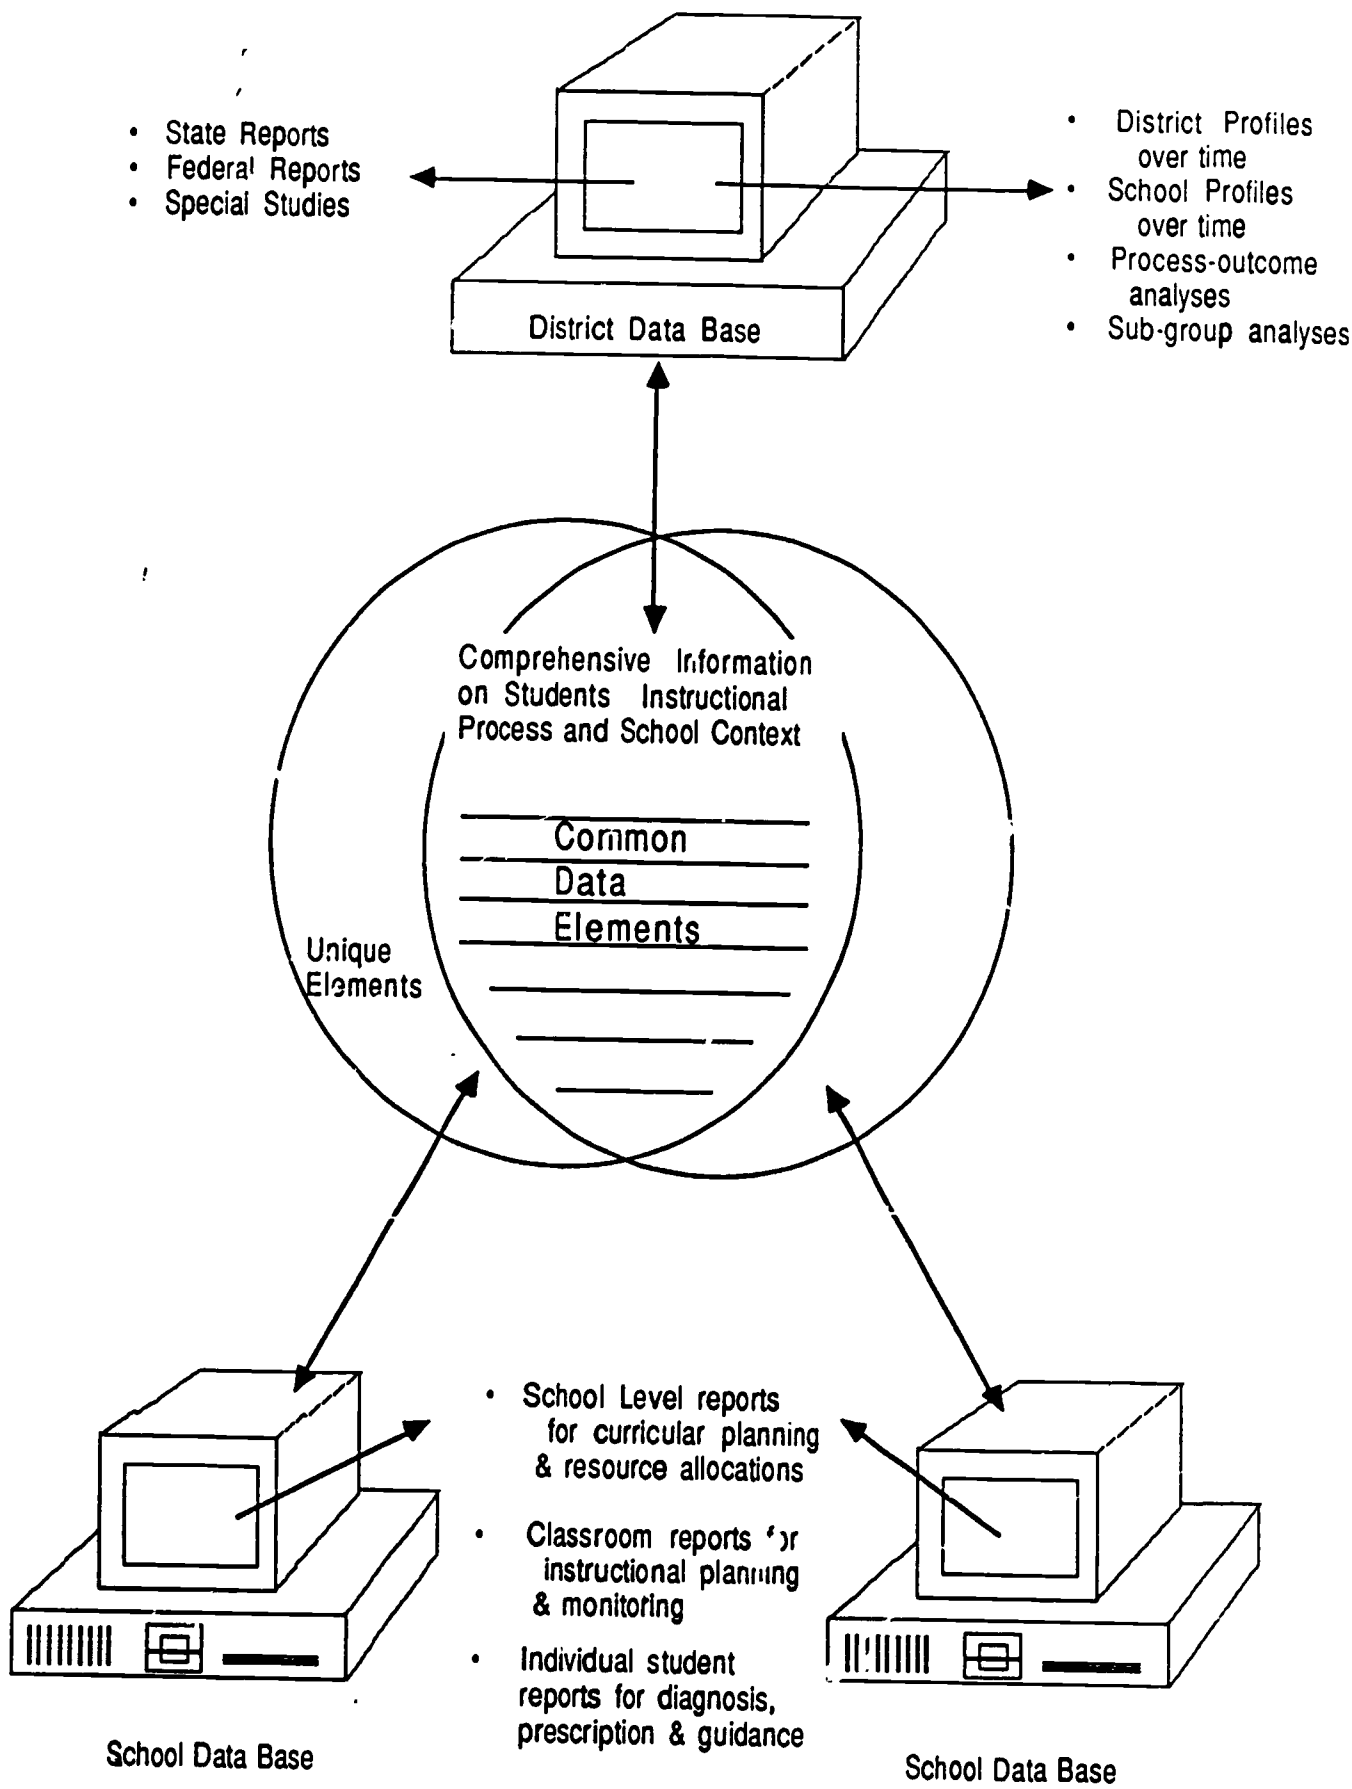 • State Reports
• Federal Reports
• Special Studies
• District Profiles
over time
• School Profiles
over time
• Process-outcome
analyses
• Sub-group analyses
District Data Base
Comprehensive Information
on Students Instructional
Process and School Context
Common
Data
Elements
Unique
Elements
• School Level reports
for curricular planning
& resource allocations
• Classroom reports for
instructional planning
& monitoring
• Individual student
reports for diagnosis,
prescription & guidance
School Data Base
School Data Base